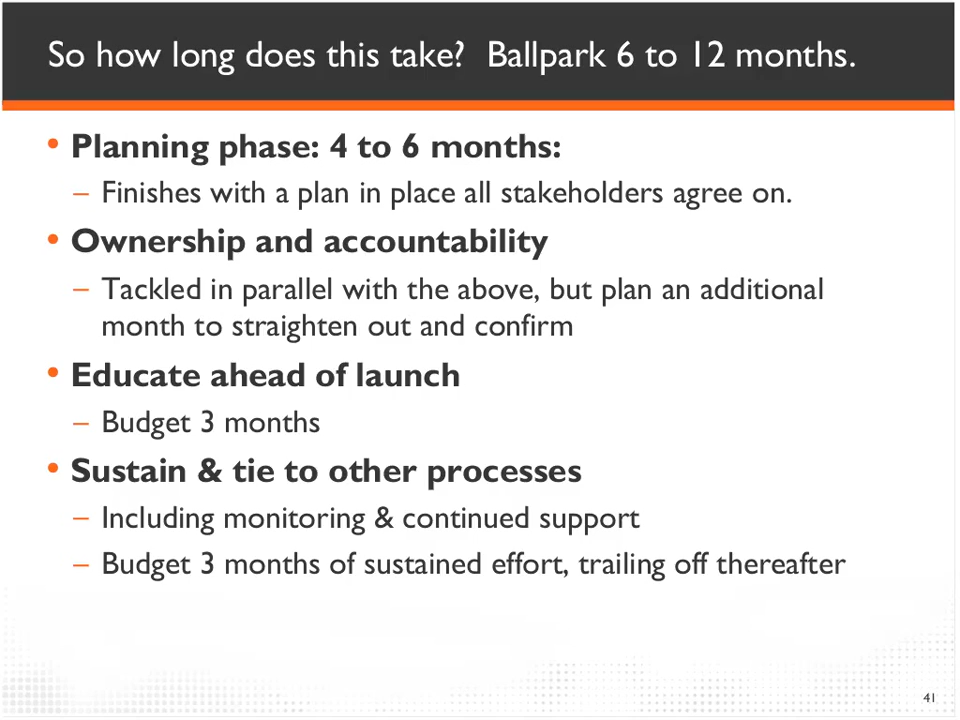 So how long does this take?  Ballpark 6 to 12 months.
• Planning phase: 4 to 6 months:
– Finishes with a plan in place all stakeholders agree on.
• Ownership and accountability
– Tackled in parallel with the above, but plan an additional
month to straighten out and confirm
• Educate ahead of launch
– Budget 3 months
• Sustain & tie to other processes
– Including monitoring & continued support
– Budget 3 months of sustained effort, trailing off thereafter
41